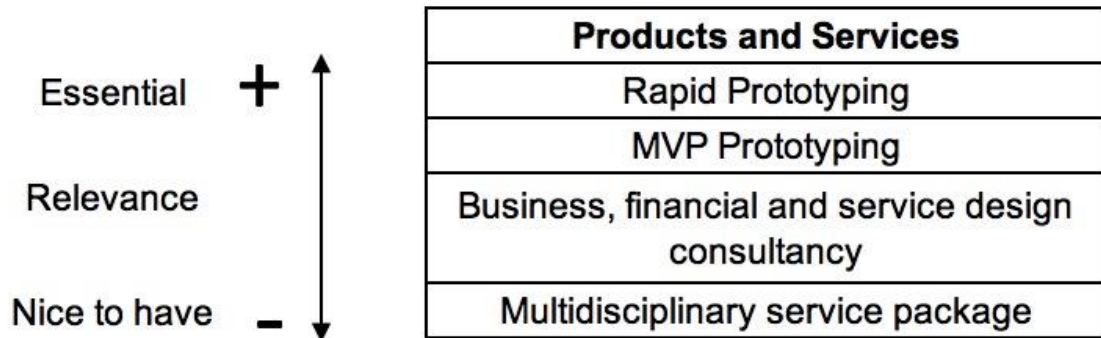 Products and Services
Essential +
Rapid Prototyping
MVP Prototyping
Relevance
Business, financial and service design
consultancy
Nice to have -
Multidisciplinary service package